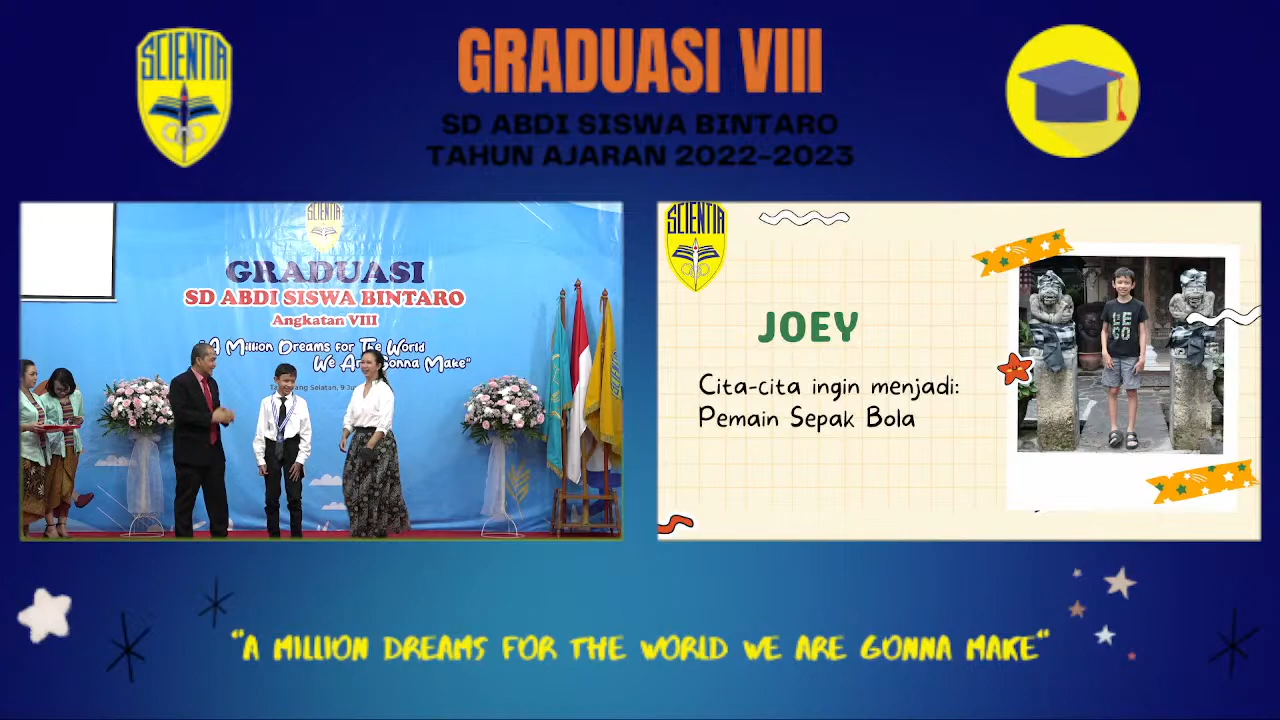 SCIENTIA
GRADUASI VIII
SD ABDI SISWA BINTARO
TAHUN AJARAN 2022-2023
SCIENTIA
GRADUASI
SD ABDI SISWA BINTARO
Angkatan VIII
"A Million Dreams for The World
We Are Gonna Make"
SCIENTIA
JOEY
Cita-cita ingin menjadi:
Pemain Sepak Bola
LE
GO
"A MILLION DREAMS FOR THE WORLD WE ARE GONNA MAKE"